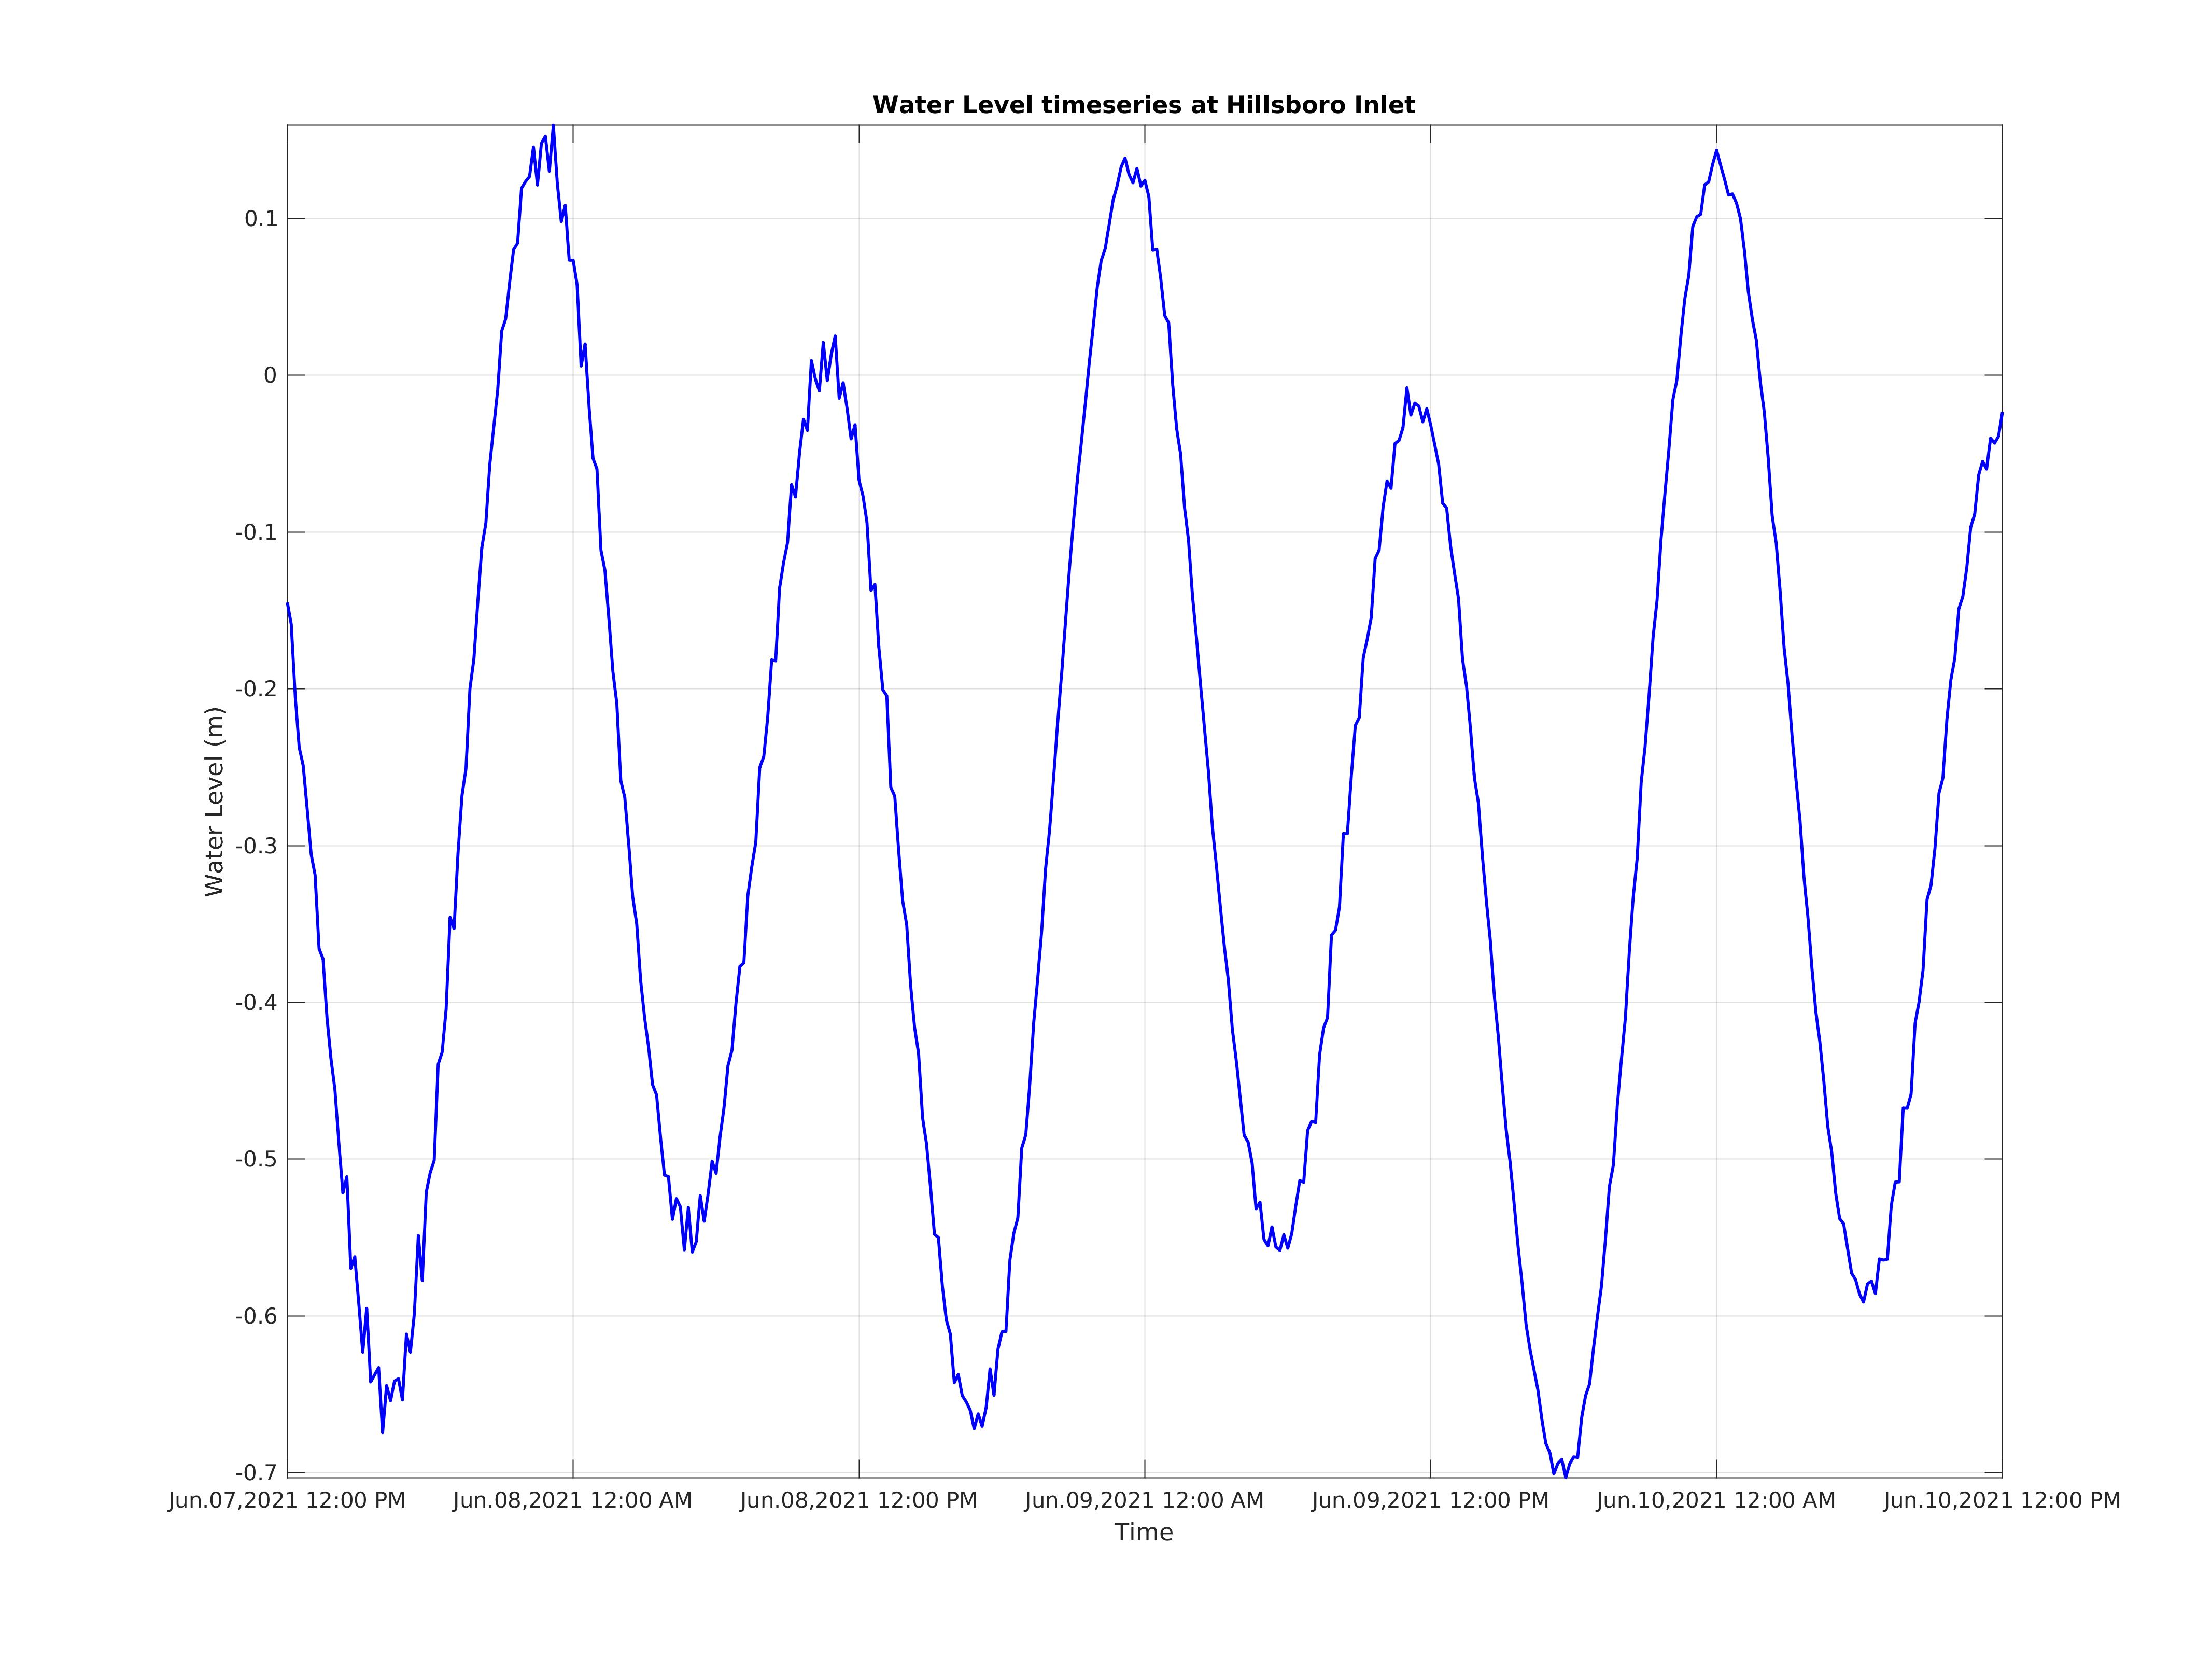 Water Level timeseries at Hillsboro Inlet
0.1
0
-0.1
-0.2
-0.3
-0.4
-0.5
-0.6
-0.7
Water Level (m)
Jun.07,2021 12:00 PM
Jun.08,2021 12:00 AM
Jun.08,2021 12:00 PM
Jun.09,2021 12:00 AM
Jun.09,2021 12:00 PM
Jun.10,2021 12:00 AM
Jun.10,2021 12:00 PM
Time